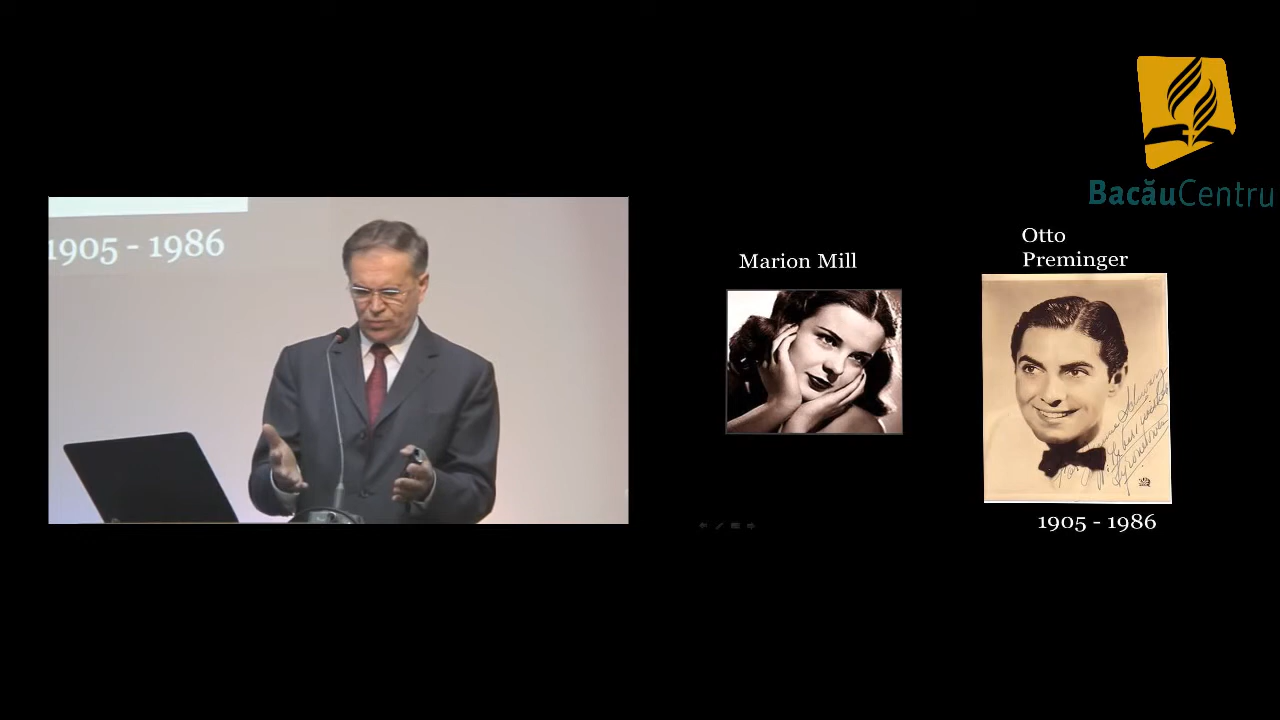 BacăuCentru
1905 - 1986
Marion Mill
Otto
Preminger
1905 - 1986